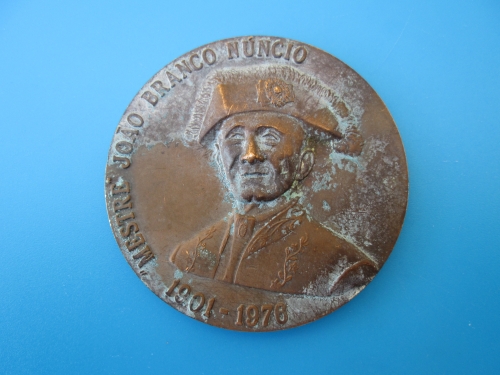 "MESTRE" JOÃO BRANCO NÚNCIO
1901-1976